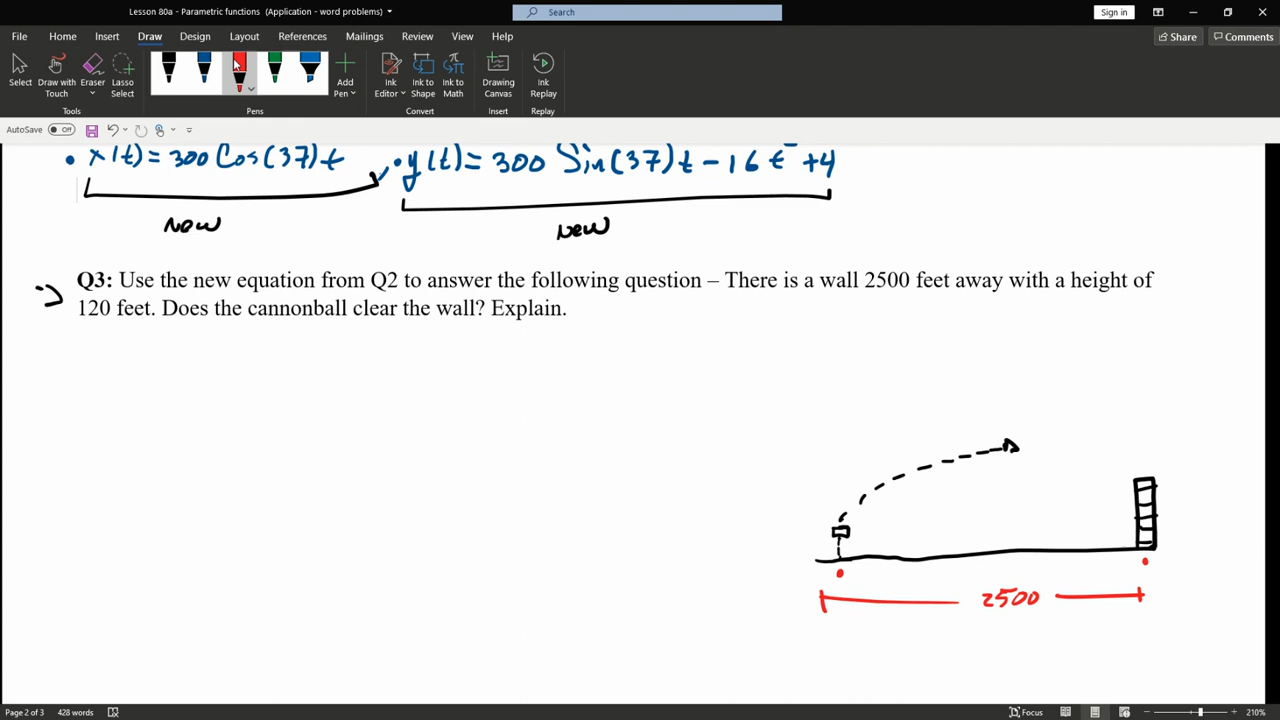 Lesson 80a - Parametric functions (Application - word problems)
Search
Sign in
File Home Insert Draw Design Layout References Mailings Review View Help
Share Comments
Select
Draw with Touch
Eraser
Lasso Select
Add Pen
Ink Editor
Ink to Shape
Ink to Math
Drawing Canvas
Ink Replay
Tools Pens Convert Insert Replay
AutoSave Off
• x(t) = 300 Cos(37)t • y(t) = 300 Sin(37)t - 16 t +4
New New
Q3: Use the new equation from Q2 to answer the following question – There is a wall 2500 feet away with a height of
120 feet. Does the cannonball clear the wall? Explain.
2500
Page 2 of 3 428 words Focus 210%